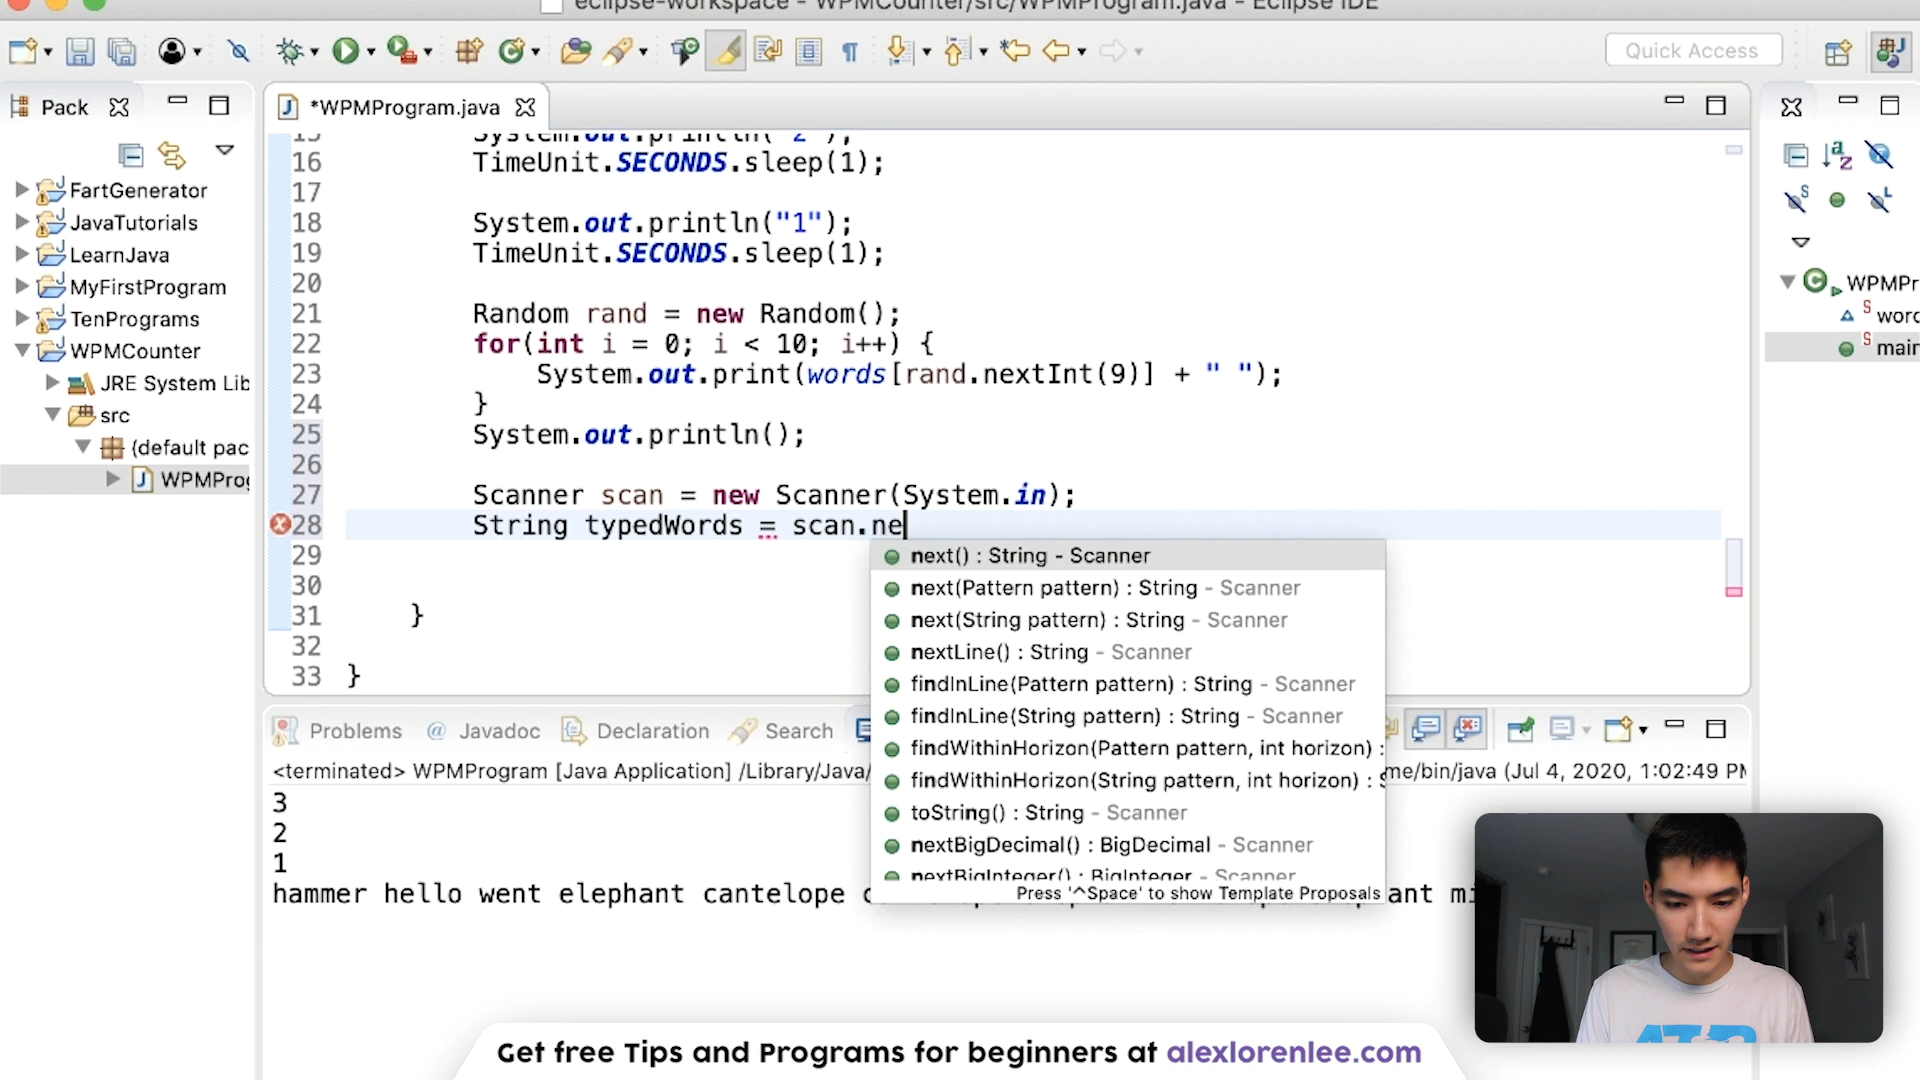 eclipse-workspace - WPMCounter/src/WPMProgram.java - Eclipse IDE
Quick Access
Pack
*WPMProgram.java
FartGenerator
JavaTutorials
LearnJava
MyFirstProgram
TenPrograms
WPMCounter
JRE System Lib
src
(default pac
WPMProg
15 System.out.println("2");
16 TimeUnit.SECONDS.sleep(1);
17
18 System.out.println("1");
19 TimeUnit.SECONDS.sleep(1);
20
21 Random rand = new Random();
22 for(int i = 0; i < 10; i++) {
23 System.out.print(words[rand.nextInt(9)] + " ");
24 }
25 System.out.println();
26
27 Scanner scan = new Scanner(System.in);
28 String typedWords = scan.ne
29
30
31 }
32
33 }
next() : String - Scanner
next(Pattern pattern) : String - Scanner
next(String pattern) : String - Scanner
nextLine() : String - Scanner
findInLine(Pattern pattern) : String - Scanner
findInLine(String pattern) : String - Scanner
findWithinHorizon(Pattern pattern, int horizon) :
findWithinHorizon(String pattern, int horizon) : S
toString() : String - Scanner
nextBigDecimal() : BigDecimal - Scanner
nextBigInteger() : BigInteger - Scanner
Press '^Space' to show Template Proposals
WPMPr
word
main
Problems @ Javadoc Declaration Search
<terminated> WPMProgram [Java Application] /Library/Java/ me/bin/java (Jul 4, 2020, 1:02:49 PM
3
2
1
hammer hello went elephant cantelope
Get free Tips and Programs for beginners at alexlorenlee.com